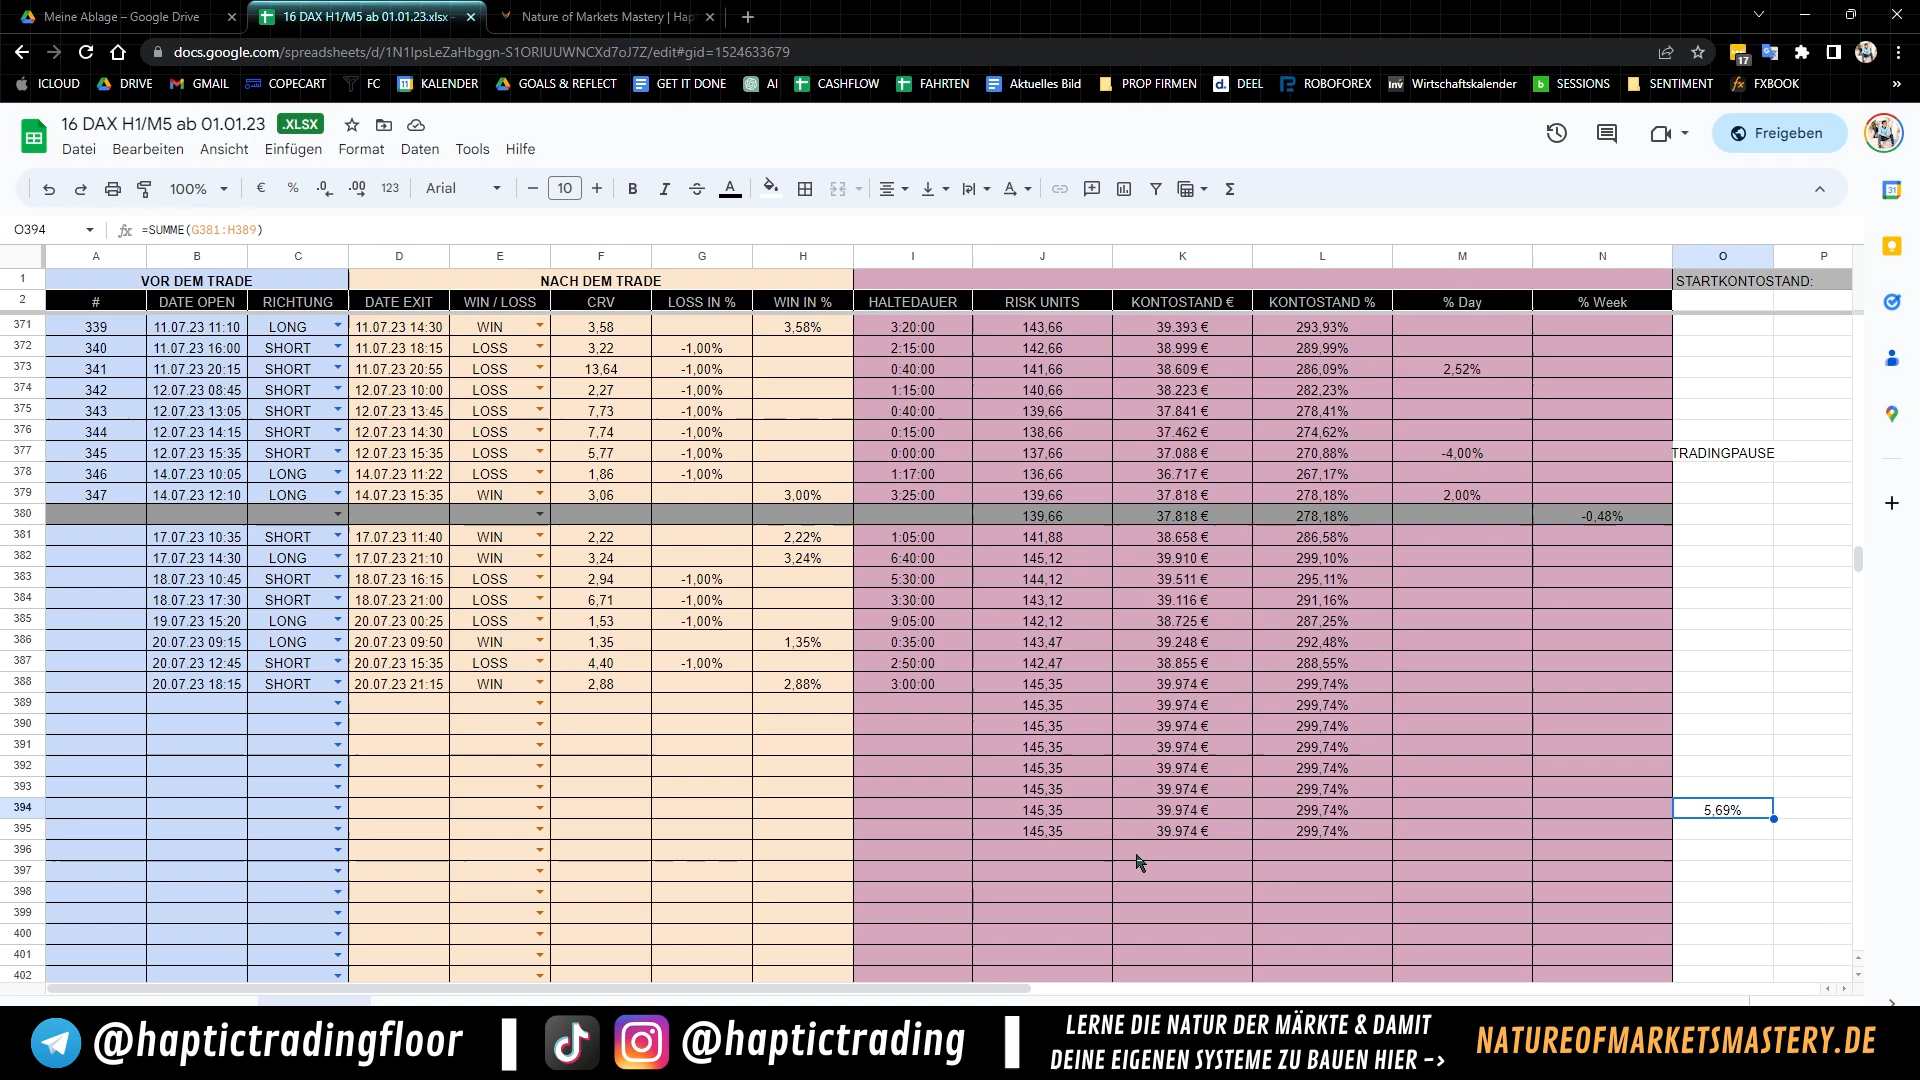 Meine Ablage – Google Drive
16 DAX H1/M5 ab 01.01.23.xlsx -
Nature of Markets Mastery | Hap
docs.google.com/spreadsheets/d/1N1IpsLeZaHbggn-S1ORIUUWNCXd7oJ7Z/edit#gid=1524633679
17
ICLOUD DRIVE GMAIL COPECART FC KALENDER GOALS & REFLECT GET IT DONE AI CASHFLOW FAHRTEN Aktuelles Bild PROP FIRMEN DEEL ROBOFOREX Wirtschaftskalender SESSIONS SENTIMENT FXBOOK »
16 DAX H1/M5 ab 01.01.23 .XLSX
Freigeben
Datei Bearbeiten Ansicht Einfügen Format Daten Tools Hilfe
100% € % .0 .00 123 Arial 10 B I A Σ
O394 fx =SUMME(G381:H389)
A B C D E F G H I J K L M N O P
1 VOR DEM TRADE NACH DEM TRADE STARTKONTOSTAND:
2 # DATE OPEN RICHTUNG DATE EXIT WIN / LOSS CRV LOSS IN % WIN IN % HALTEDAUER RISK UNITS KONTOSTAND € KONTOSTAND % % Day % Week
371 339 11.07.23 11:10 LONG 11.07.23 14:30 WIN 3,58 3,58% 3:20:00 143,66 39.393 € 293,93%
372 340 11.07.23 16:00 SHORT 11.07.23 18:15 LOSS 3,22 -1,00% 2:15:00 142,66 38.999 € 289,99%
373 341 11.07.23 20:15 SHORT 11.07.23 20:55 LOSS 13,64 -1,00% 0:40:00 141,66 38.609 € 286,09% 2,52%
374 342 12.07.23 08:45 SHORT 12.07.23 10:00 LOSS 2,27 -1,00% 1:15:00 140,66 38.223 € 282,23%
375 343 12.07.23 13:05 SHORT 12.07.23 13:45 LOSS 7,73 -1,00% 0:40:00 139,66 37.841 € 278,41%
376 344 12.07.23 14:15 SHORT 12.07.23 14:30 LOSS 7,74 -1,00% 0:15:00 138,66 37.462 € 274,62%
377 345 12.07.23 15:35 SHORT 12.07.23 15:35 LOSS 5,77 -1,00% 0:00:00 137,66 37.088 € 270,88% -4,00% TRADINGPAUSE
378 346 14.07.23 10:05 LONG 14.07.23 11:22 LOSS 1,86 -1,00% 1:17:00 136,66 36.717 € 267,17%
379 347 14.07.23 12:10 LONG 14.07.23 15:35 WIN 3,06 3,00% 3:25:00 139,66 37.818 € 278,18% 2,00%
380 139,66 37.818 € 278,18% -0,48%
381 17.07.23 10:35 SHORT 17.07.23 11:40 WIN 2,22 2,22% 1:05:00 141,88 38.658 € 286,58%
382 17.07.23 14:30 LONG 17.07.23 21:10 WIN 3,24 3,24% 6:40:00 145,12 39.910 € 299,10%
383 18.07.23 10:45 SHORT 18.07.23 16:15 LOSS 2,94 -1,00% 5:30:00 144,12 39.511 € 295,11%
384 18.07.23 17:30 SHORT 18.07.23 21:00 LOSS 6,71 -1,00% 3:30:00 143,12 39.116 € 291,16%
385 19.07.23 15:20 LONG 20.07.23 00:25 LOSS 1,53 -1,00% 9:05:00 142,12 38.725 € 287,25%
386 20.07.23 09:15 LONG 20.07.23 09:50 WIN 1,35 1,35% 0:35:00 143,47 39.248 € 292,48%
387 20.07.23 12:45 SHORT 20.07.23 15:35 LOSS 4,40 -1,00% 2:50:00 142,47 38.855 € 288,55%
388 20.07.23 18:15 SHORT 20.07.23 21:15 WIN 2,88 2,88% 3:00:00 145,35 39.974 € 299,74%
389 145,35 39.974 € 299,74%
390 145,35 39.974 € 299,74%
391 145,35 39.974 € 299,74%
392 145,35 39.974 € 299,74%
393 145,35 39.974 € 299,74%
394 145,35 39.974 € 299,74% 5,69%
395 145,35 39.974 € 299,74%
396
397
398
399
400
401
402
@haptictradingfloor | @haptictrading | LERNE DIE NATUR DER MÄRKTE & DAMIT
DEINE EIGENEN SYSTEME ZU BAUEN HIER -->
NATUREOFMARKETSMASTERY.DE